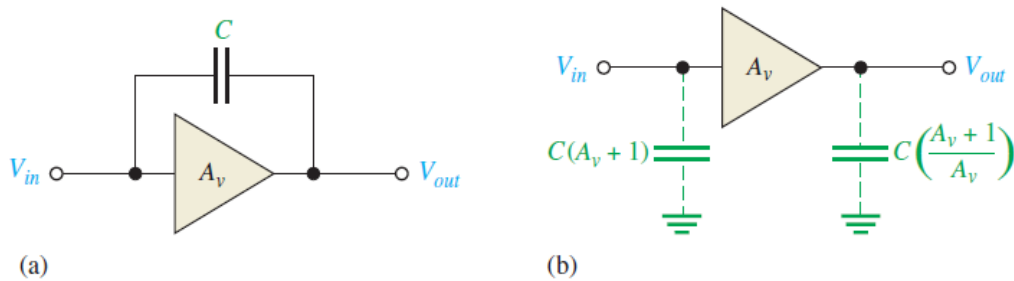 C
V_in
A_v
V_out
(a)
V_in
A_v
V_out
C(A_v + 1)
C((A_v + 1)/A_v)
(b)